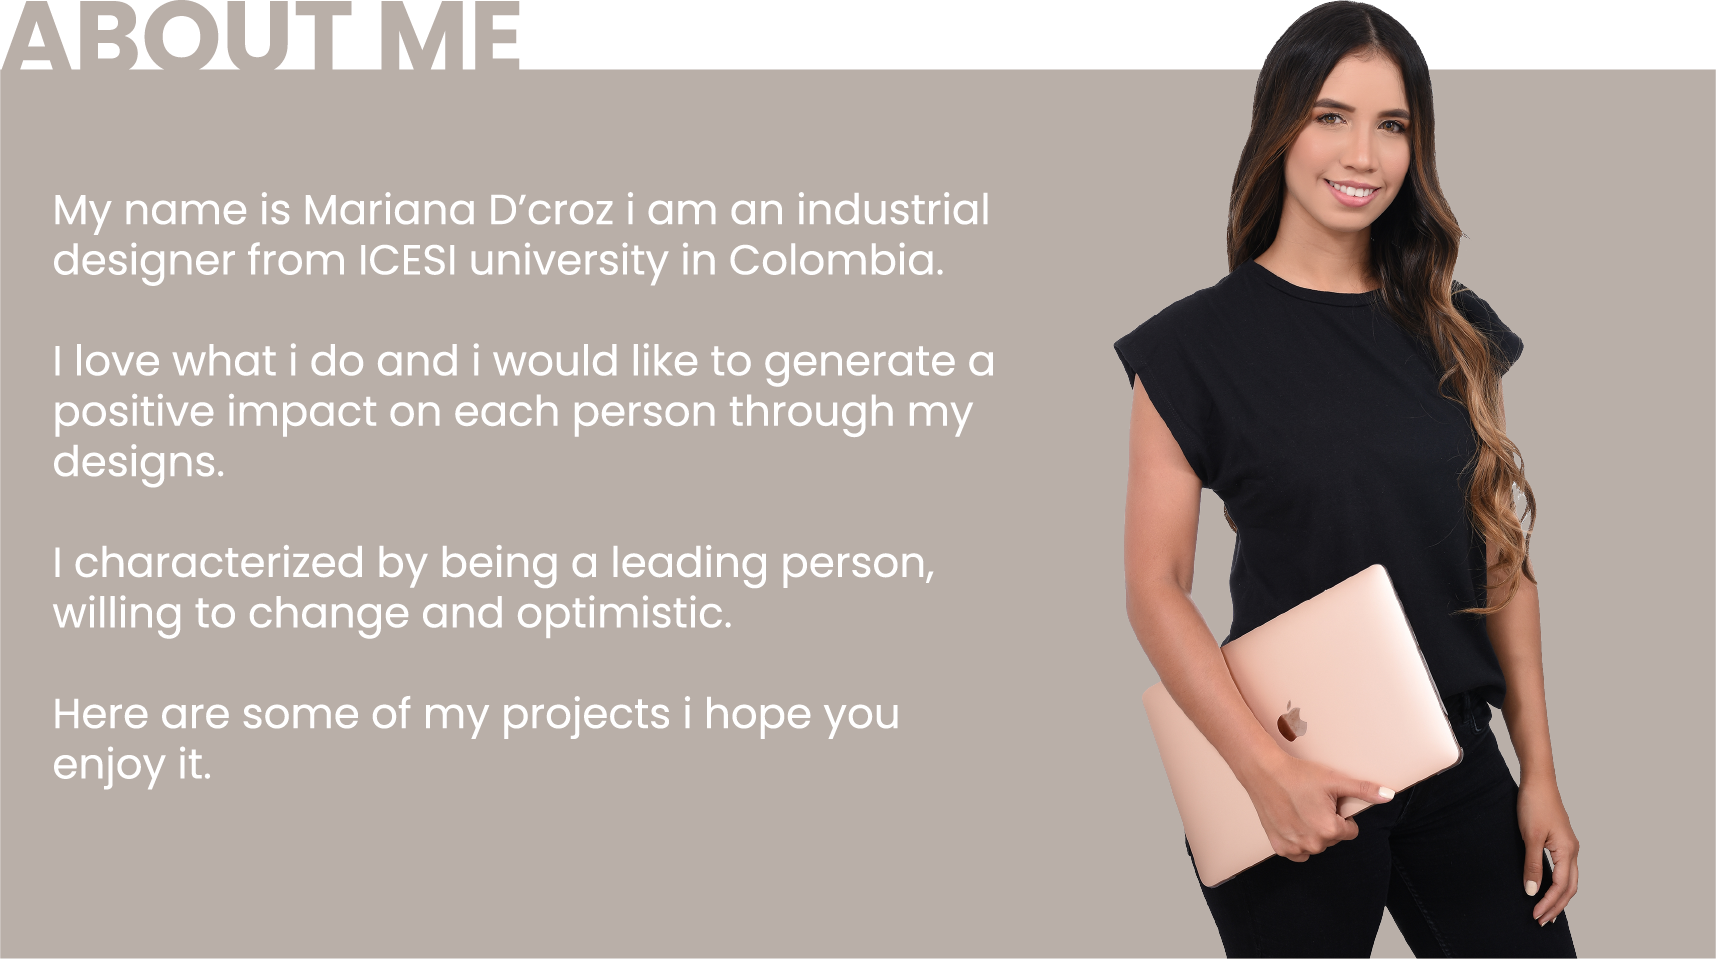 ABOUT ME
My name is Mariana D’croz i am an industrial
designer from ICESI university in Colombia.
I love what i do and i would like to generate a
positive impact on each person through my
designs.
I characterized by being a leading person,
willing to change and optimistic.
Here are some of my projects i hope you
enjoy it.